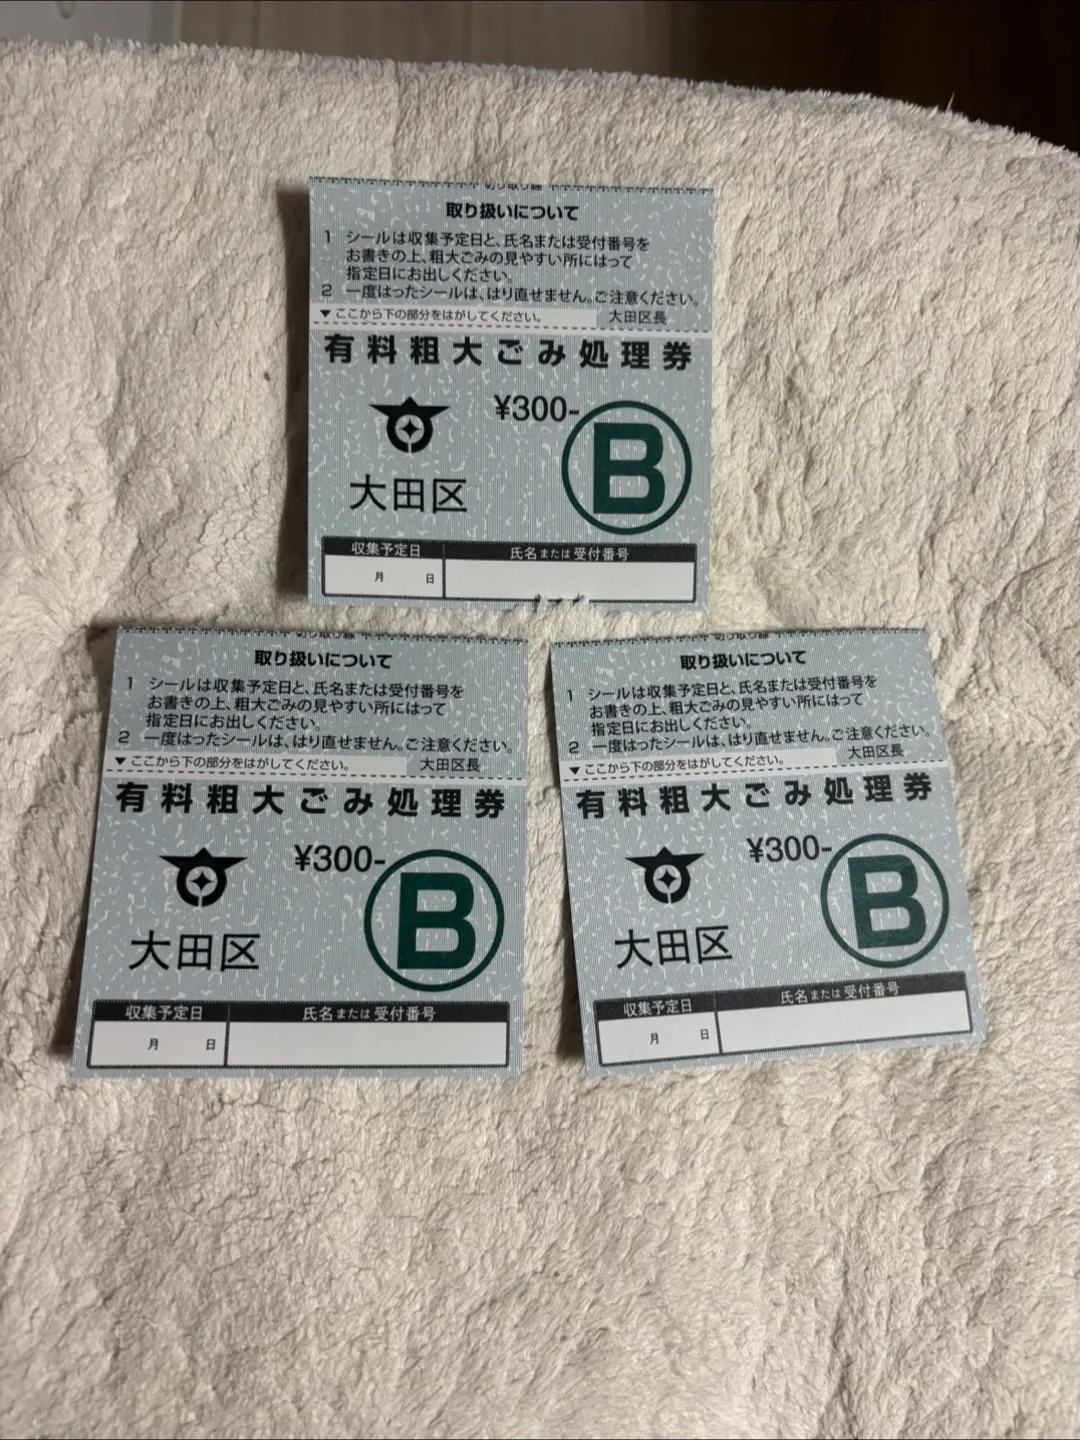 切り取り線
取り扱いについて
1 シールは収集予定日と、氏名または受付番号を
お書きの上、粗大ごみの見やすい所にはって
指定日にお出しください。
2 一度はったシールは、はり直せません。ご注意ください。
▼ここから下の部分をはがしてください。 大田区長
有料粗大ごみ処理券
¥300-
B
大田区
収集予定日 氏名または受付番号
月 日
切り取り線
取り扱いについて
1 シールは収集予定日と、氏名または受付番号を
お書きの上、粗大ごみの見やすい所にはって
指定日にお出しください。
2 一度はったシールは、はり直せません。ご注意ください。
▼ここから下の部分をはがしてください。 大田区長
有料粗大ごみ処理券
¥300-
B
大田区
収集予定日 氏名または受付番号
月 日
切り取り線
取り扱いについて
1 シールは収集予定日と、氏名または受付番号を
お書きの上、粗大ごみの見やすい所にはって
指定日にお出しください。
2 一度はったシールは、はり直せません。ご注意ください。
▼ここから下の部分をはがしてください。 大田区長
有料粗大ごみ処理券
¥300-
B
大田区
収集予定日 氏名または受付番号
月 日